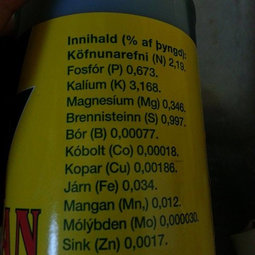 Innihald (% af þyngd):
Köfnunarefni (N) 2,19.
Fosfór (P) 0,673.
Kalíum (K) 3,168.
Magnesíum (Mg) 0,346.
Brennisteinn (S) 0,997.
Bór (B) 0,00077.
Kóbolt (Co) 0,00018.
Kopar (Cu) 0,00186.
Járn (Fe) 0,034.
Mangan (Mn,) 0,012.
Mólýbden (Mo) 0,000030.
Sink (Zn) 0,0017.